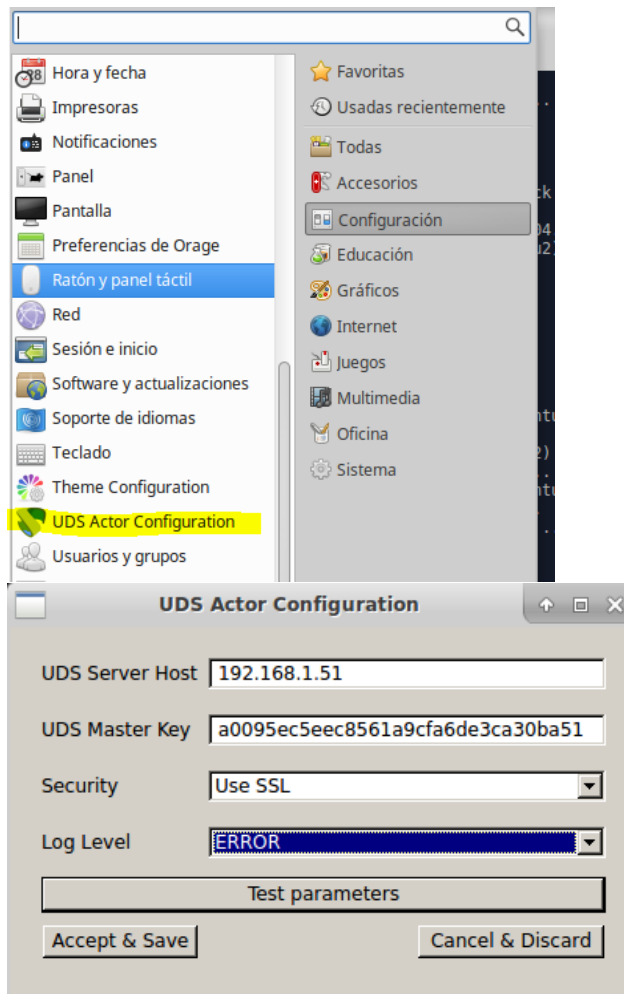 Hora y fecha
Impresoras
Notificaciones
Panel
Pantalla
Preferencias de Orage
Ratón y panel táctil
Red
Sesión e inicio
Software y actualizaciones
Soporte de idiomas
Teclado
Theme Configuration
UDS Actor Configuration
Usuarios y grupos
Favoritas
Usadas recientemente
Todas
Accesorios
Configuración
Educación
Gráficos
Internet
Juegos
Multimedia
Oficina
Sistema
UDS Actor Configuration
UDS Server Host 192.168.1.51
UDS Master Key a0095ec5eec8561a9cfa6de3ca30ba51
Security Use SSL
Log Level ERROR
Test parameters
Accept & Save Cancel & Discard